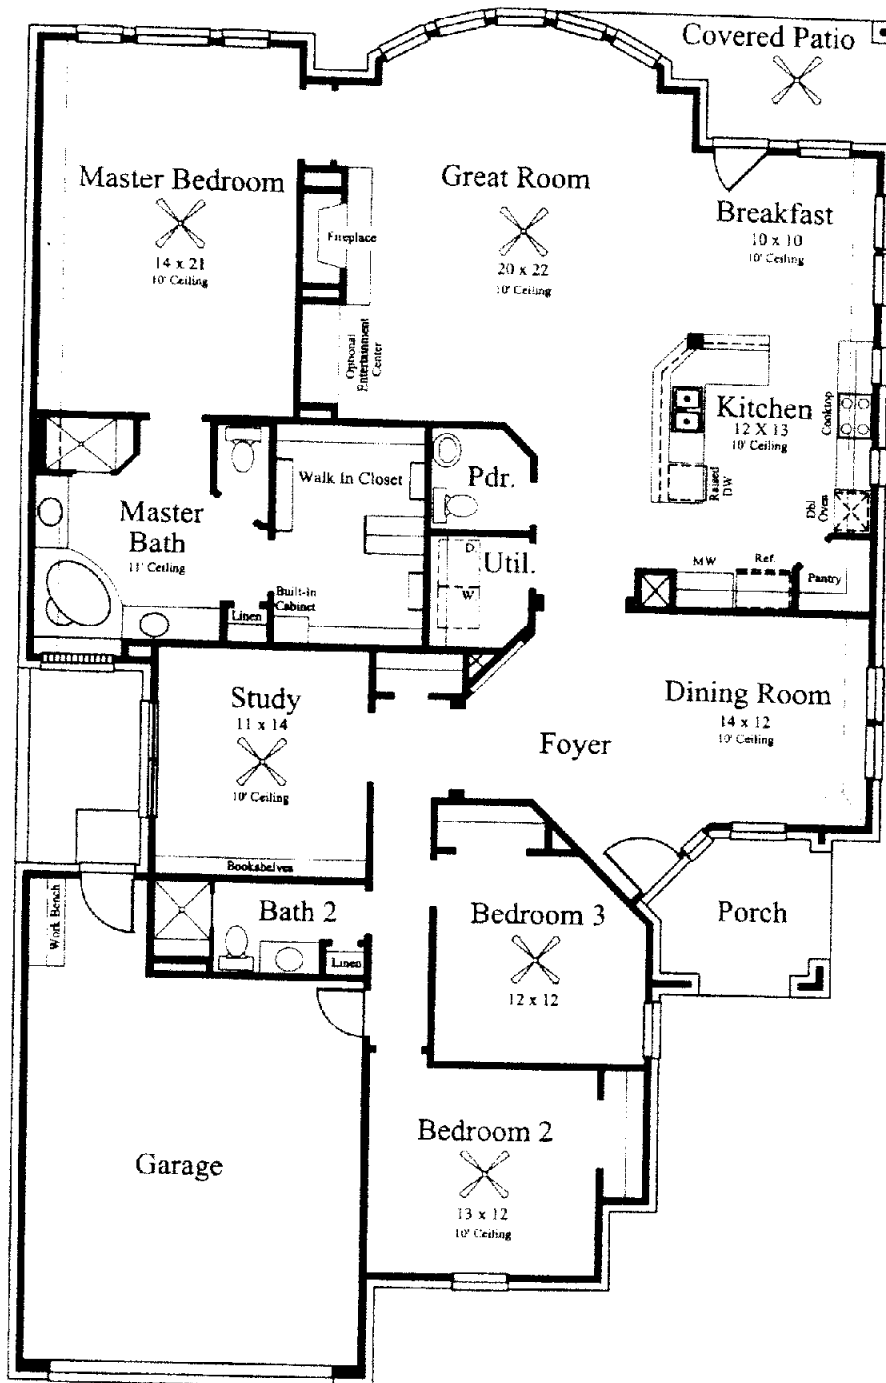 Covered Patio
Master Bedroom
14 x 21
10' Ceiling
Fireplace
Great Room
20 x 22
10' Ceiling
Breakfast
10 x 10
10' Ceiling
Optional
Entertainment
Center
Kitchen
12 X 13
10' Ceiling
Cooktop
Raised
DW
Dbl
Oven
Walk In Closet
Pdr.
Master
Bath
11' Ceiling
Util.
D
W
Built-in
Cabinet
Linen
MW
Ref.
Pantry
Study
11 x 14
10' Ceiling
Bookshelves
Dining Room
14 x 12
10' Ceiling
Foyer
Work Bench
Bath 2
Linen
Bedroom 3
12 x 12
Porch
Garage
Bedroom 2
13 x 12
10' Ceiling